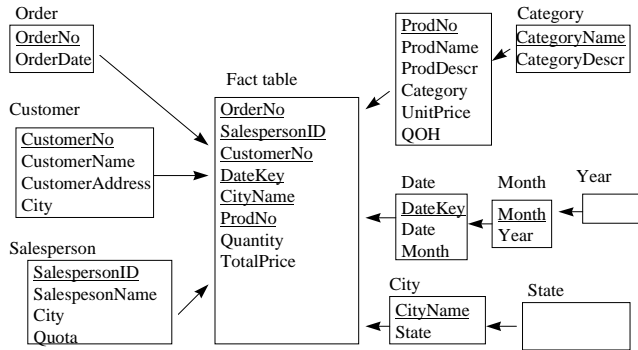 Order
OrderNo
OrderDate
Customer
CustomerNo
CustomerName
CustomerAddress
City
Salesperson
SalespersonID
SalespesonName
City
Quota
Fact table
OrderNo
SalespersonID
CustomerNo
DateKey
CityName
ProdNo
Quantity
TotalPrice
ProdNo
ProdName
ProdDescr
Category
UnitPrice
QOH
Category
CategoryName
CategoryDescr
Date
DateKey
Date
Month
Month
Month
Year
Year
City
CityName
State
State